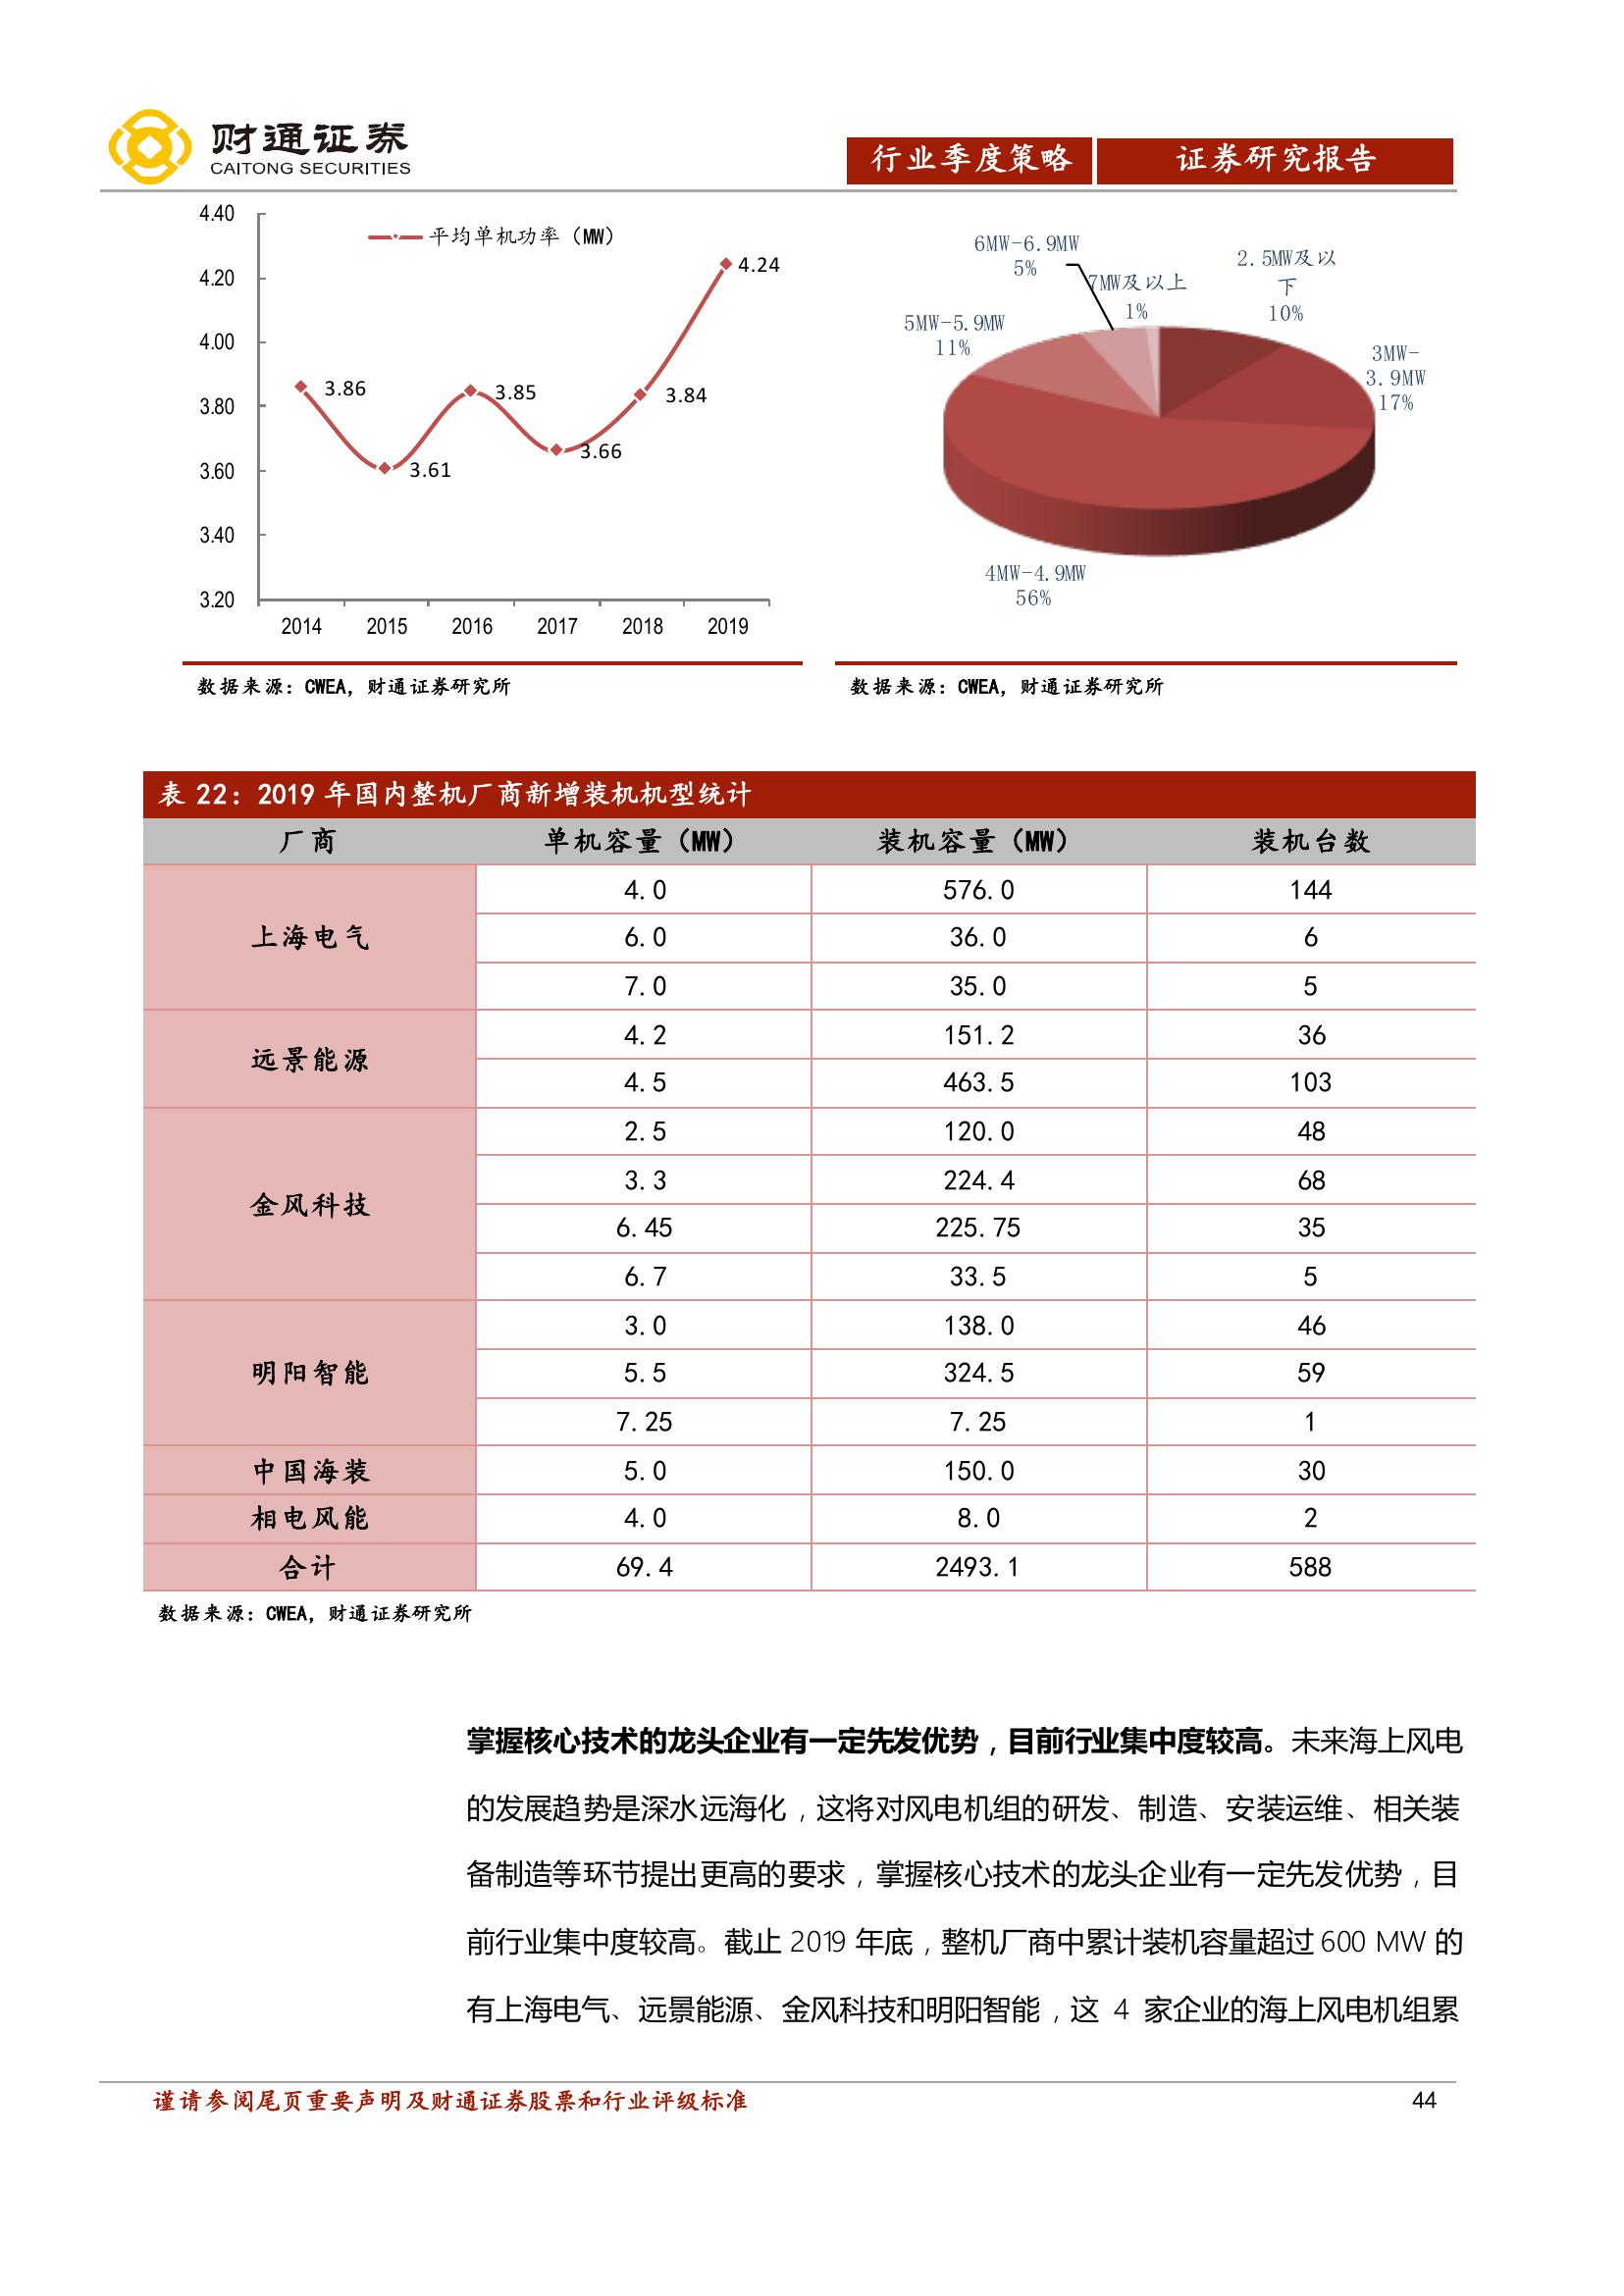 财通证券
CAITONG SECURITIES
行业季度策略 证券研究报告
平均单机功率（MW）
4.40
4.20
4.00
3.80
3.60
3.40
3.20
3.86
3.61
3.85
3.66
3.84
4.24
2014 2015 2016 2017 2018 2019
6MW-6.9MW
5%
7MW及以上
1%
2.5MW及以
下
10%
5MW-5.9MW
11%
3MW-
3.9MW
17%
4MW-4.9MW
56%
数据来源：CWEA，财通证券研究所
数据来源：CWEA，财通证券研究所
表 22：2019 年国内整机厂商新增装机机型统计
厂商 单机容量（MW） 装机容量（MW） 装机台数
上海电气
4.0 576.0 144
6.0 36.0 6
7.0 35.0 5
远景能源
4.2 151.2 36
4.5 463.5 103
金风科技
2.5 120.0 48
3.3 224.4 68
6.45 225.75 35
6.7 33.5 5
明阳智能
3.0 138.0 46
5.5 324.5 59
7.25 7.25 1
中国海装 5.0 150.0 30
相电风能 4.0 8.0 2
合计 69.4 2493.1 588
数据来源：CWEA，财通证券研究所
掌握核心技术的龙头企业有一定先发优势，目前行业集中度较高。未来海上风电
的发展趋势是深水远海化，这将对风电机组的研发、制造、安装运维、相关装
备制造等环节提出更高的要求，掌握核心技术的龙头企业有一定先发优势，目
前行业集中度较高。截止 2019 年底，整机厂商中累计装机容量超过 600 MW 的
有上海电气、远景能源、金风科技和明阳智能，这 4 家企业的海上风电机组累
谨请参阅尾页重要声明及财通证券股票和行业评级标准 44